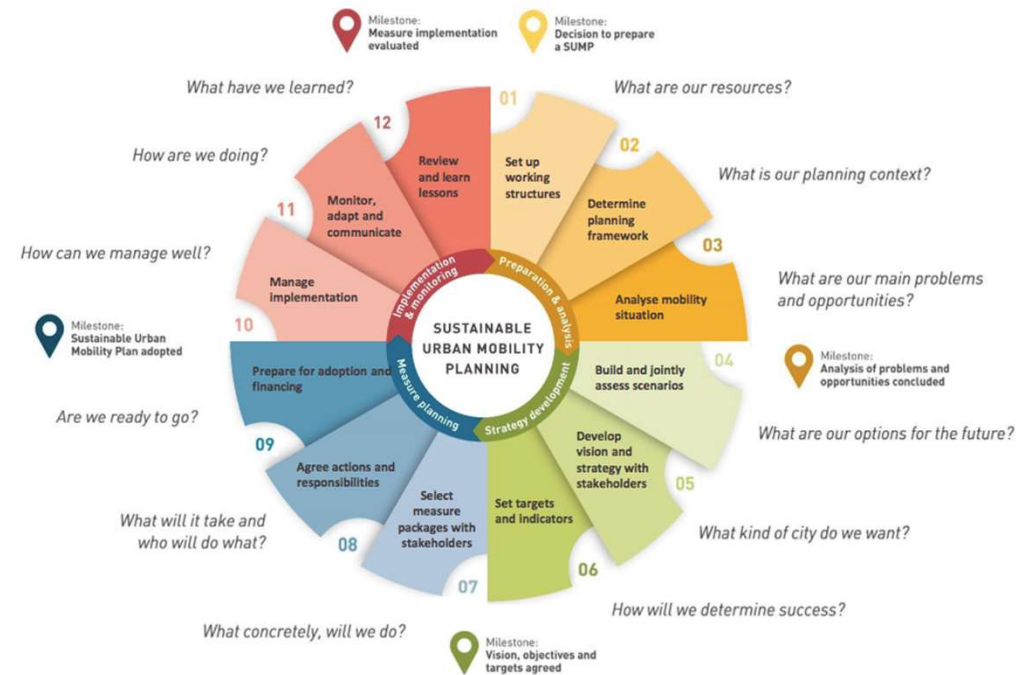 Milestone:
Measure implementation
evaluated
Milestone:
Decision to prepare
a SUMP
What are our resources?
01
Set up
working
structures
What is our planning context?
02
Determine
planning
framework
What are our main problems
and opportunities?
03
Analyse mobility
situation
Milestone:
Analysis of problems and
opportunities concluded
04
Build and jointly
assess scenarios
What are our options for the future?
05
Develop
vision and
strategy with
stakeholders
What kind of city do we want?
06
Set targets
and indicators
How will we determine success?
Milestone:
Vision, objectives and
targets agreed
07
Select
measure
packages with
stakeholders
What concretely, will we do?
08
Agree actions and
responsibilities
What will it take and
who will do what?
09
Prepare for adoption and
financing
Are we ready to go?
Milestone:
Sustainable Urban
Mobility Plan adopted
10
Manage
implementation
How can we manage well?
11
Monitor,
adapt and
communicate
How are we doing?
12
Review
and learn
lessons
What have we learned?
Preparation & analysis
Strategy development
Measure planning
Implementation
& monitoring
SUSTAINABLE
URBAN MOBILITY
PLANNING